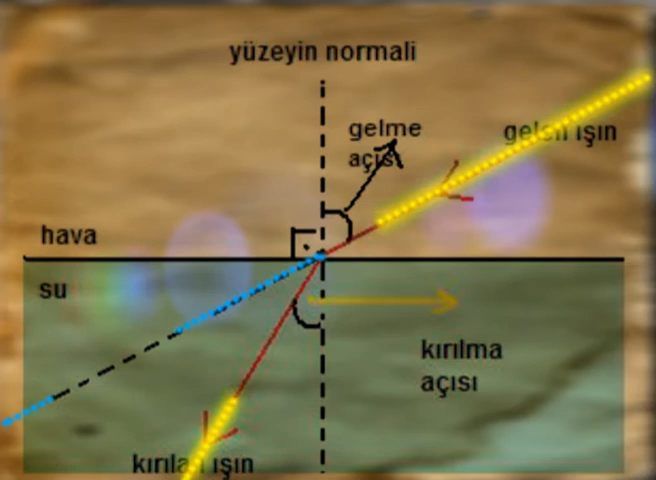 yüzeyin normali
gelme
açısı
gelen ışın
hava
su
kırılma
açısı
kırılan ışın